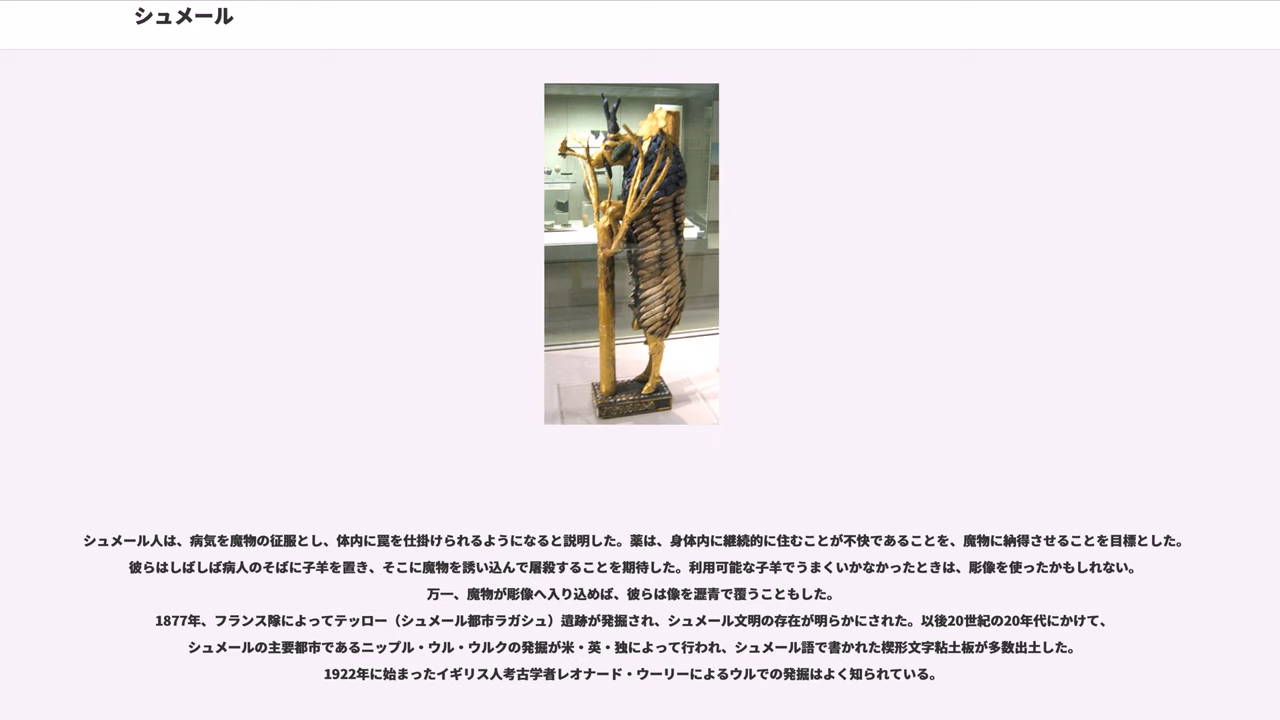 シュメール
シュメール人は、病気を魔物の征服とし、体内に罠を仕掛けられるようになると説明した。薬は、身体内に継続的に住むことが不快であることを、魔物に納得させることを目標とした。
彼らはしばしば病人のそばに子羊を置き、そこに魔物を誘い込んで屠殺することを期待した。利用可能な子羊でうまくいかなかったときは、彫像を使ったかもしれない。
万一、魔物が彫像へ入り込めば、彼らは像を瀝青で覆うこともした。
1877年、フランス隊によってテッロー（シュメール都市ラガシュ）遺跡が発掘され、シュメール文明の存在が明らかにされた。以後20世紀の20年代にかけて、
シュメールの主要都市であるニップル・ウル・ウルクの発掘が米・英・独によって行われ、シュメール語で書かれた楔形文字粘土板が多数出土した。
1922年に始まったイギリス人考古学者レオナード・ウーリーによるウルでの発掘はよく知られている。